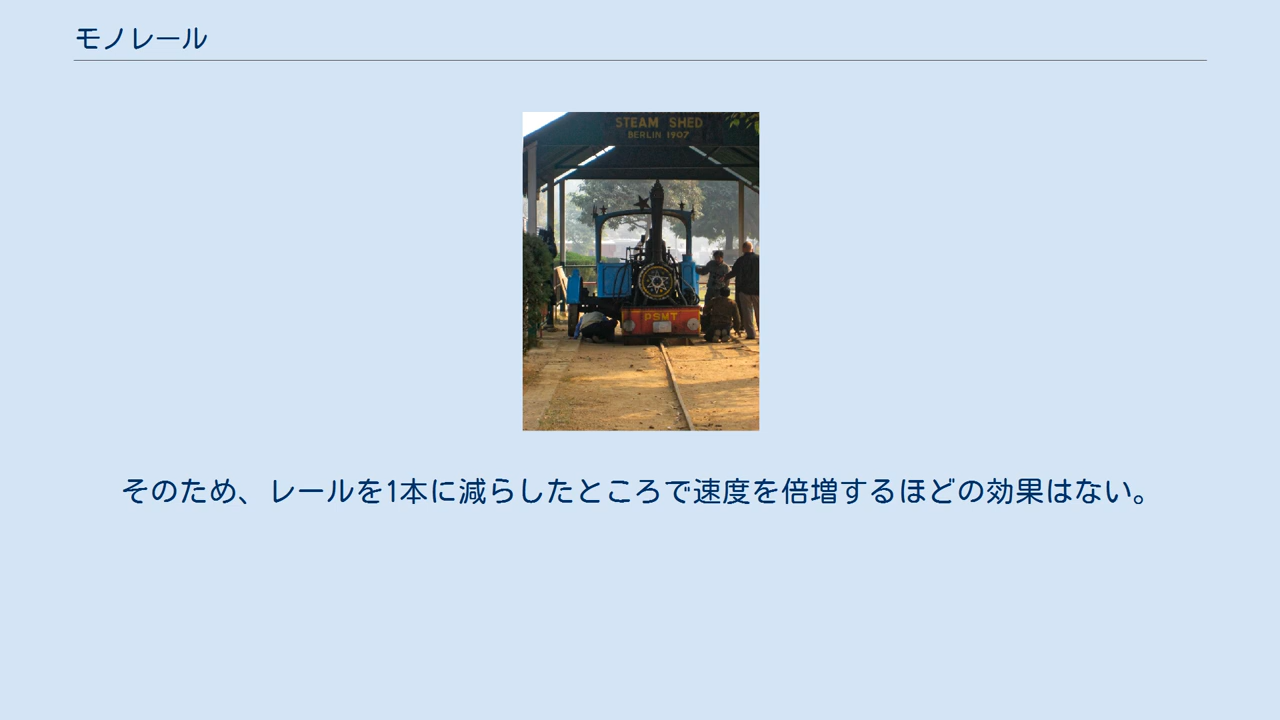 モノレール
STEAM SHED
BERLIN 1907
PSMT
そのため、レールを1本に減らしたところで速度を倍増するほどの効果はない。